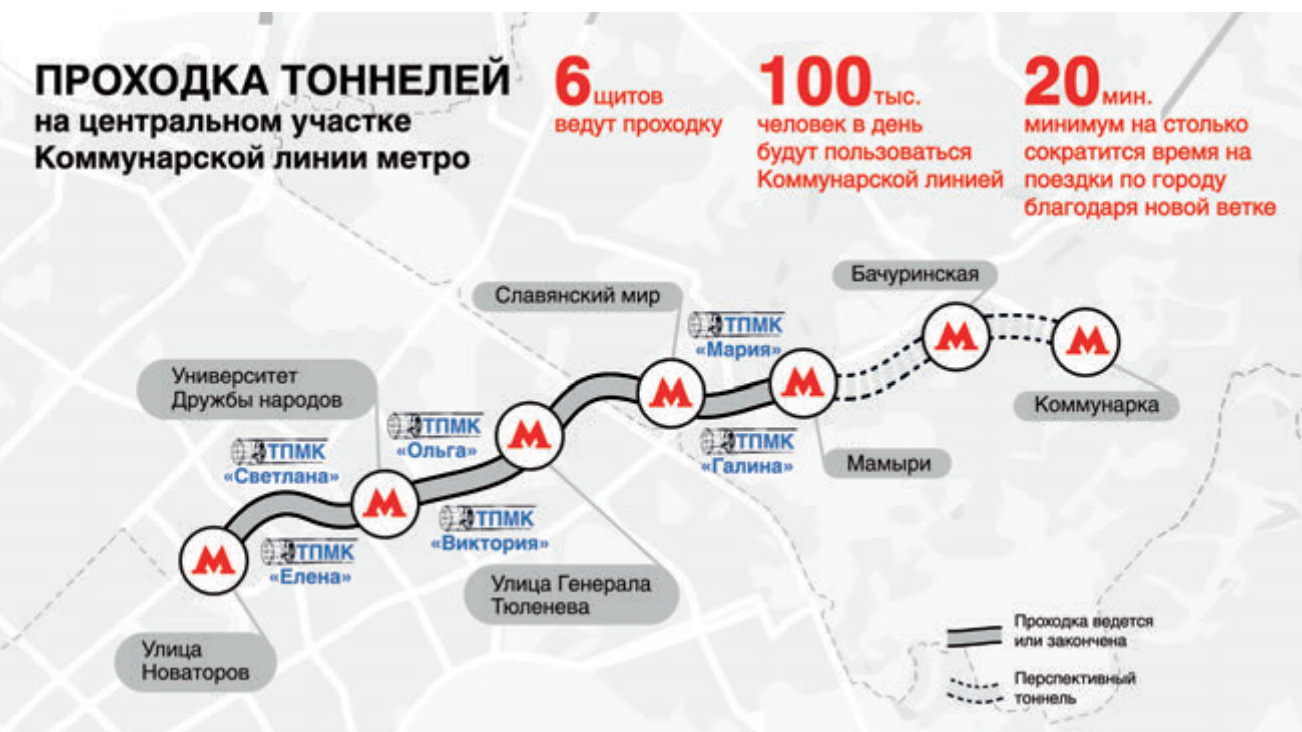 ПРОХОДКА ТОННЕЛЕЙ
на центральном участке
Коммунарской линии метро
6 щитов
ведут проходку
100 тыс.
человек в день
будут пользоваться
Коммунарской линией
20 мин.
минимум на столько
сократится время на
поездки по городу
благодаря новой ветке
Бачуринская
Славянский мир
ТПМК
«Мария»
М
М
Университет
Дружбы народов
М
М
Коммунарка
ТПМК
«Ольга»
М
ТПМК
«Галина»
Мамыри
ТПМК
«Светлана»
М
ТПМК
«Виктория»
М
ТПМК
«Елена»
Улица Генерала
Тюленева
Улица
Новаторов
Проходка ведется
или закончена
Перспективный
тоннель